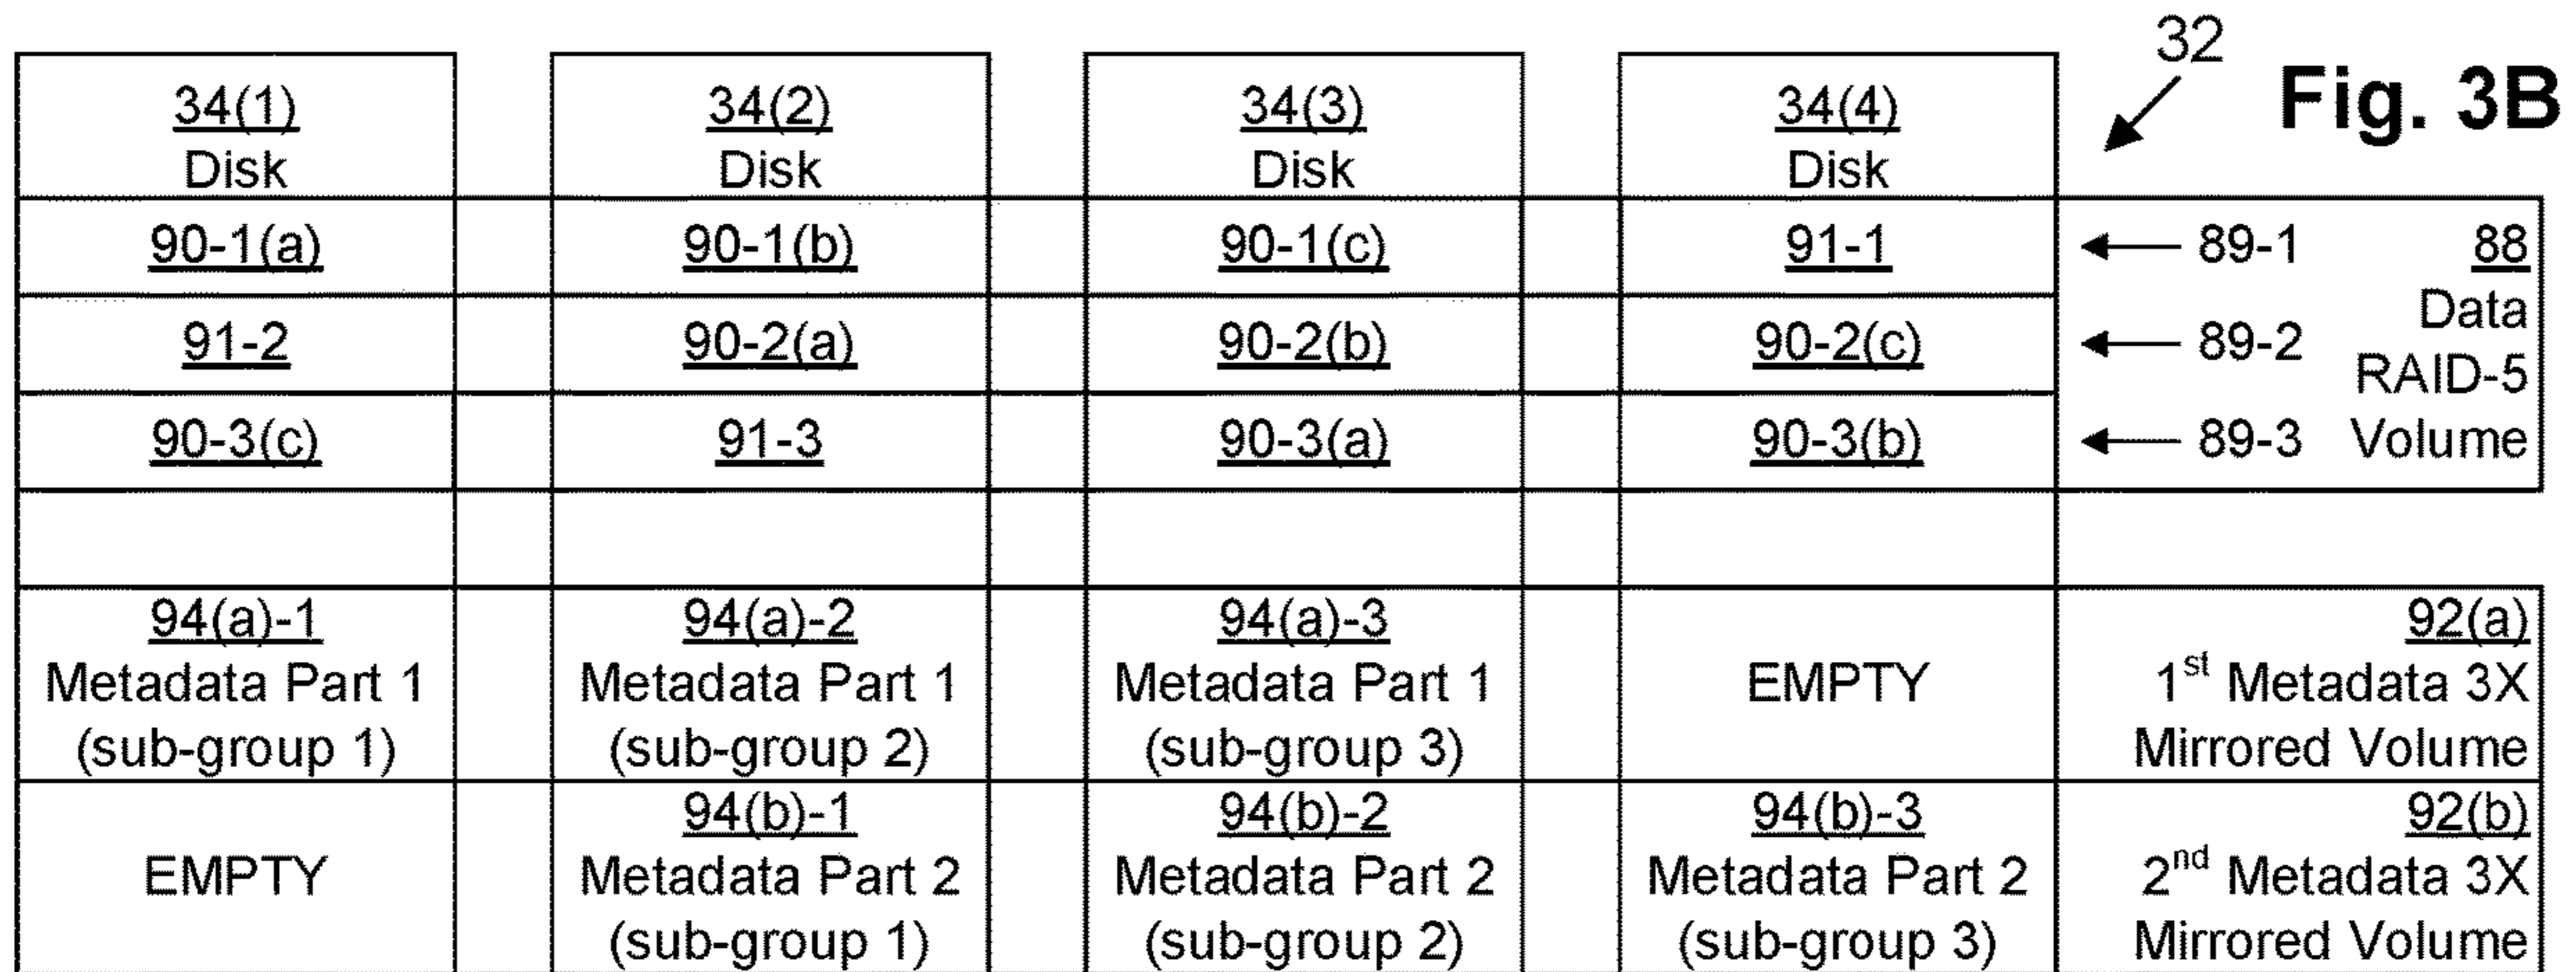 32
Fig. 3B
34(1) 34(2) 34(3) 34(4)
Disk Disk Disk Disk
90-1(a) 90-1(b) 90-1(c) 91-1 89-1 88
Data
91-2 90-2(a) 90-2(b) 90-2(c) 89-2
RAID-5
90-3(c) 91-3 90-3(a) 90-3(b) 89-3 Volume
94(a)-1 94(a)-2 94(a)-3 92(a)
Metadata Part 1 Metadata Part 1 Metadata Part 1 EMPTY 1st Metadata 3X
(sub-group 1) (sub-group 2) (sub-group 3) Mirrored Volume
94(b)-1 94(b)-2 94(b)-3 92(b)
EMPTY Metadata Part 2 Metadata Part 2 Metadata Part 2 2nd Metadata 3X
(sub-group 1) (sub-group 2) (sub-group 3) Mirrored Volume